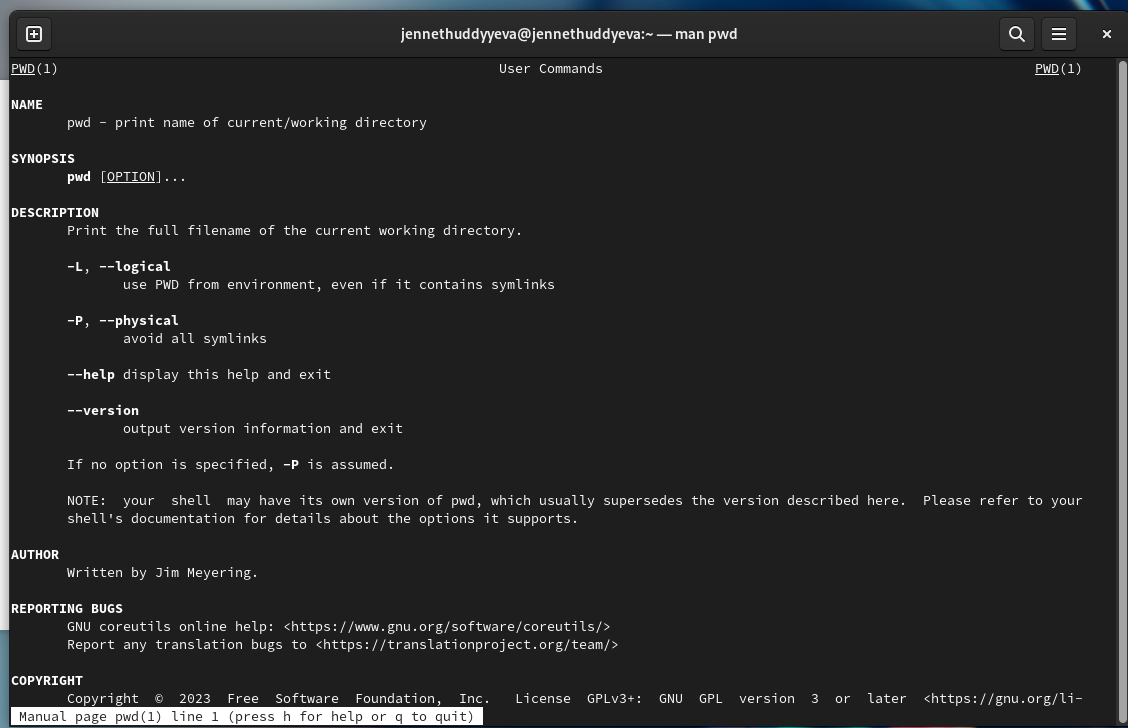 jennethuddyyeva@jennethuddyeva:~ — man pwd
PWD(1) User Commands PWD(1)
NAME
pwd - print name of current/working directory
SYNOPSIS
pwd [OPTION]...
DESCRIPTION
Print the full filename of the current working directory.
-L, --logical
use PWD from environment, even if it contains symlinks
-P, --physical
avoid all symlinks
--help display this help and exit
--version
output version information and exit
If no option is specified, -P is assumed.
NOTE: your shell may have its own version of pwd, which usually supersedes the version described here. Please refer to your
shell's documentation for details about the options it supports.
AUTHOR
Written by Jim Meyering.
REPORTING BUGS
GNU coreutils online help: <https://www.gnu.org/software/coreutils/>
Report any translation bugs to <https://translationproject.org/team/>
COPYRIGHT
Copyright © 2023 Free Software Foundation, Inc. License GPLv3+: GNU GPL version 3 or later <https://gnu.org/li-
Manual page pwd(1) line 1 (press h for help or q to quit)